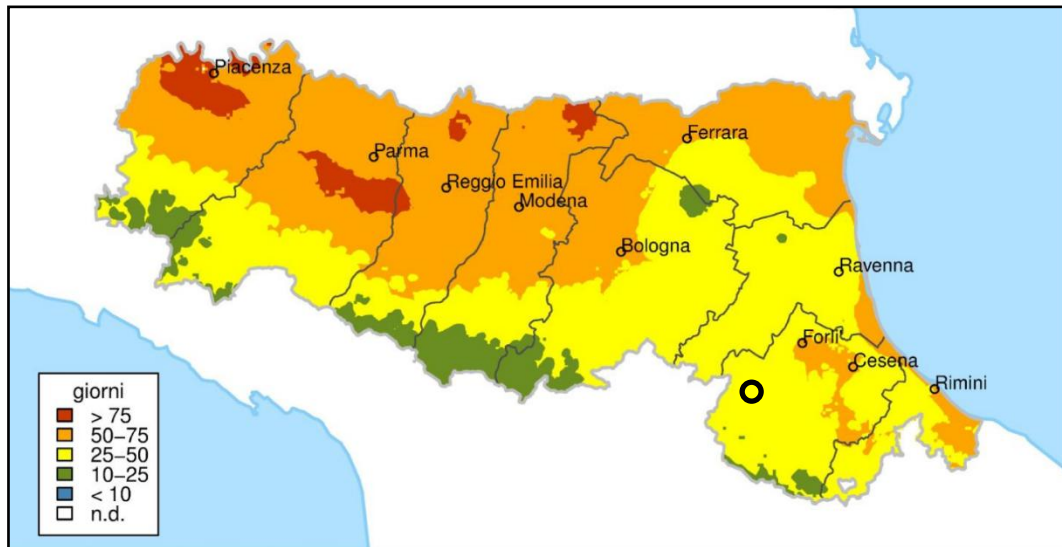 Piacenza
Parma
Reggio Emilia
Modena
Ferrara
Bologna
Ravenna
Forlì
Cesena
Rimini
giorni
> 75
50–75
25–50
10–25
< 10
n.d.